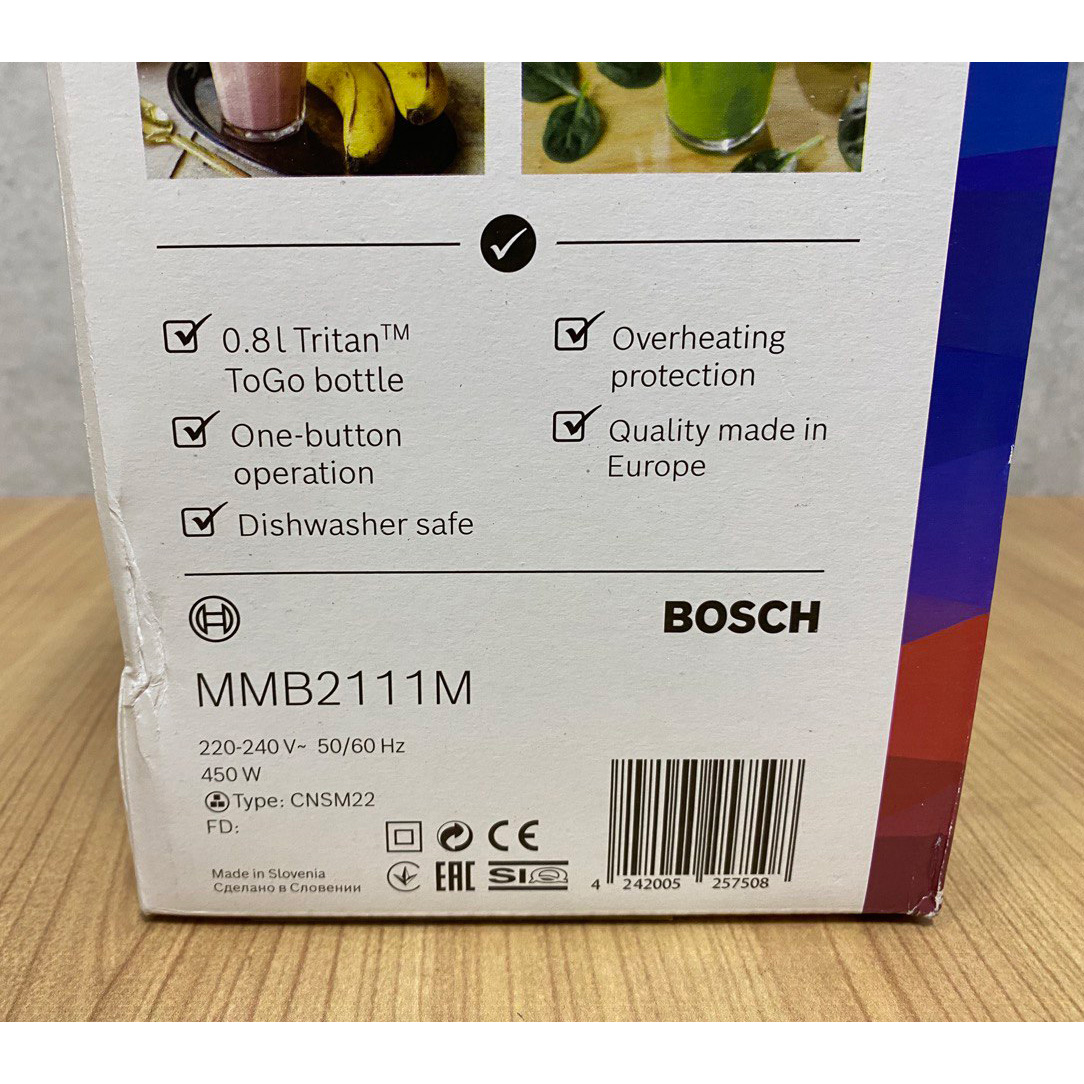 0.8 l Tritan™
ToGo bottle
One-button
operation
Dishwasher safe
Overheating
protection
Quality made in
Europe
BOSCH
MMB2111M
220-240 V~ 50/60 Hz
450 W
Type: CNSM22
FD:
Made in Slovenia
Сделано в Словении
CE
EAC
SIQ
4 242005 257508